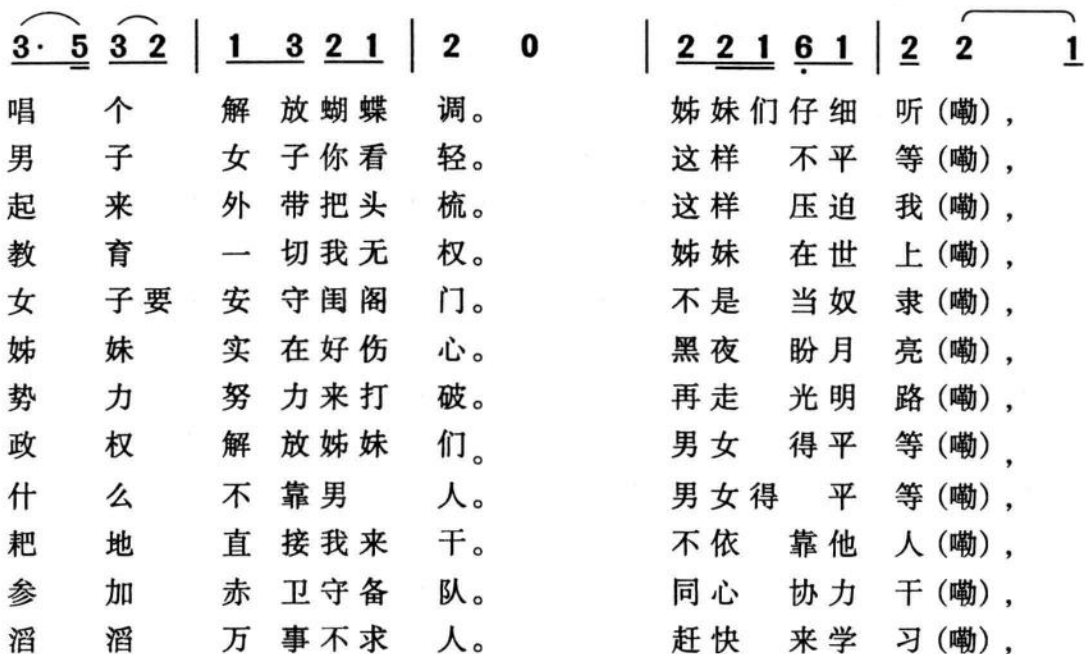 3· 5 3 2 | 1 3 2 1 | 2 0 | 2 2 1 6 1 | 2 2 1
唱 个 解 放 蝴 蝶 调。 姊 妹 们 仔 细 听 (嘞),
男 子 女 子 你 看 轻。 这 样 不 平 等 (嘞),
起 来 外 带 把 头 梳。 这 样 压 迫 我 (嘞),
教 育 一 切 我 无 权。 姊 妹 在 世 上 (嘞),
女 子 要 安 守 闺 阁 门。 不 是 当 奴 隶 (嘞),
姊 妹 实 在 好 伤 心。 黑 夜 盼 月 亮 (嘞),
势 力 努 力 来 打 破。 再 走 光 明 路 (嘞),
政 权 解 放 姊 妹 们。 男 女 得 平 等 (嘞),
什 么 不 靠 男 人。 男 女 得 平 等 (嘞),
耙 地 直 接 我 来 干。 不 依 靠 他 人 (嘞),
参 加 赤 卫 守 备 队。 同 心 协 力 干 (嘞),
滔 滔 万 事 不 求 人。 赶 快 来 学 习 (嘞),